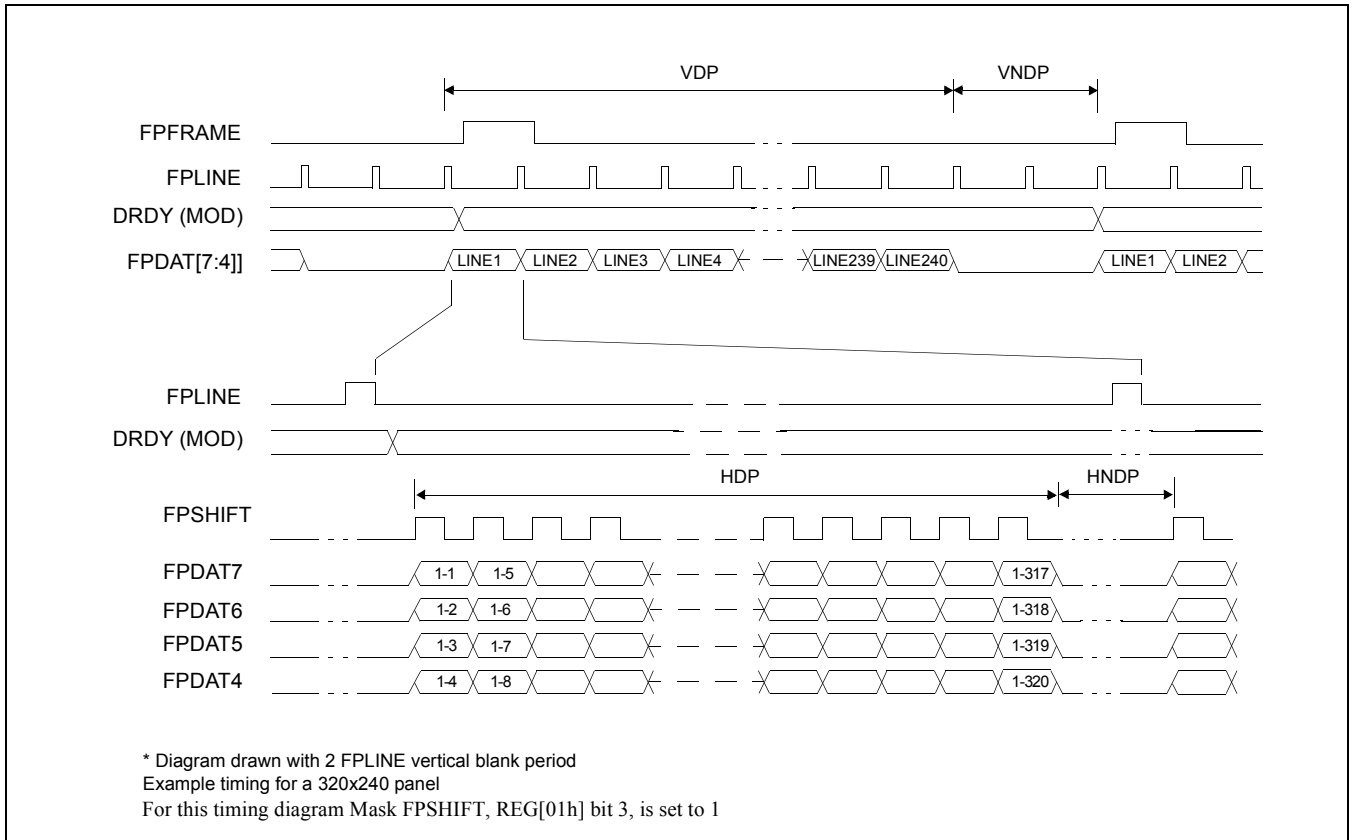 VDP VNDP
FPFRAME
FPLINE
DRDY (MOD)
FPDAT[7:4]] LINE1 LINE2 LINE3 LINE4 LINE239 LINE240 LINE1 LINE2
FPLINE
DRDY (MOD)
HDP HNDP
FPSHIFT
FPDAT7 1-1 1-5 1-317
FPDAT6 1-2 1-6 1-318
FPDAT5 1-3 1-7 1-319
FPDAT4 1-4 1-8 1-320
* Diagram drawn with 2 FPLINE vertical blank period
Example timing for a 320x240 panel
For this timing diagram Mask FPSHIFT, REG[01h] bit 3, is set to 1